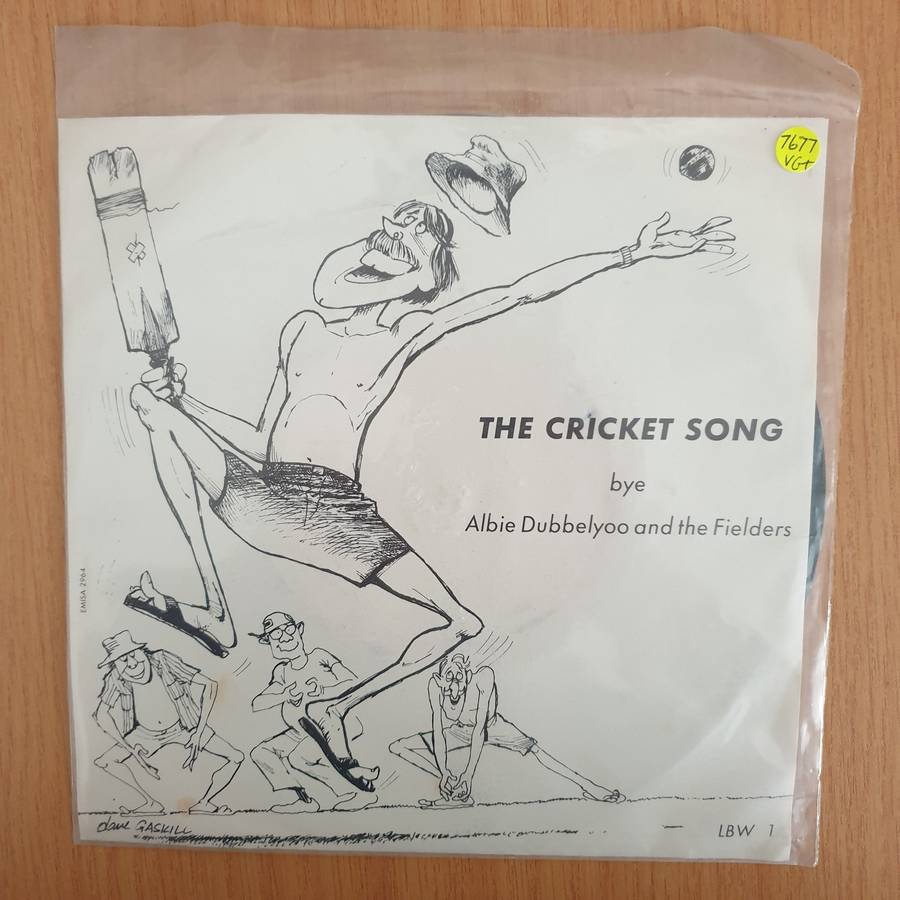 7677
VG+
THE CRICKET SONG
bye
Albie Dubbelyoo and the Fielders
EMISA 2964
dave GASKILL
LBW 1